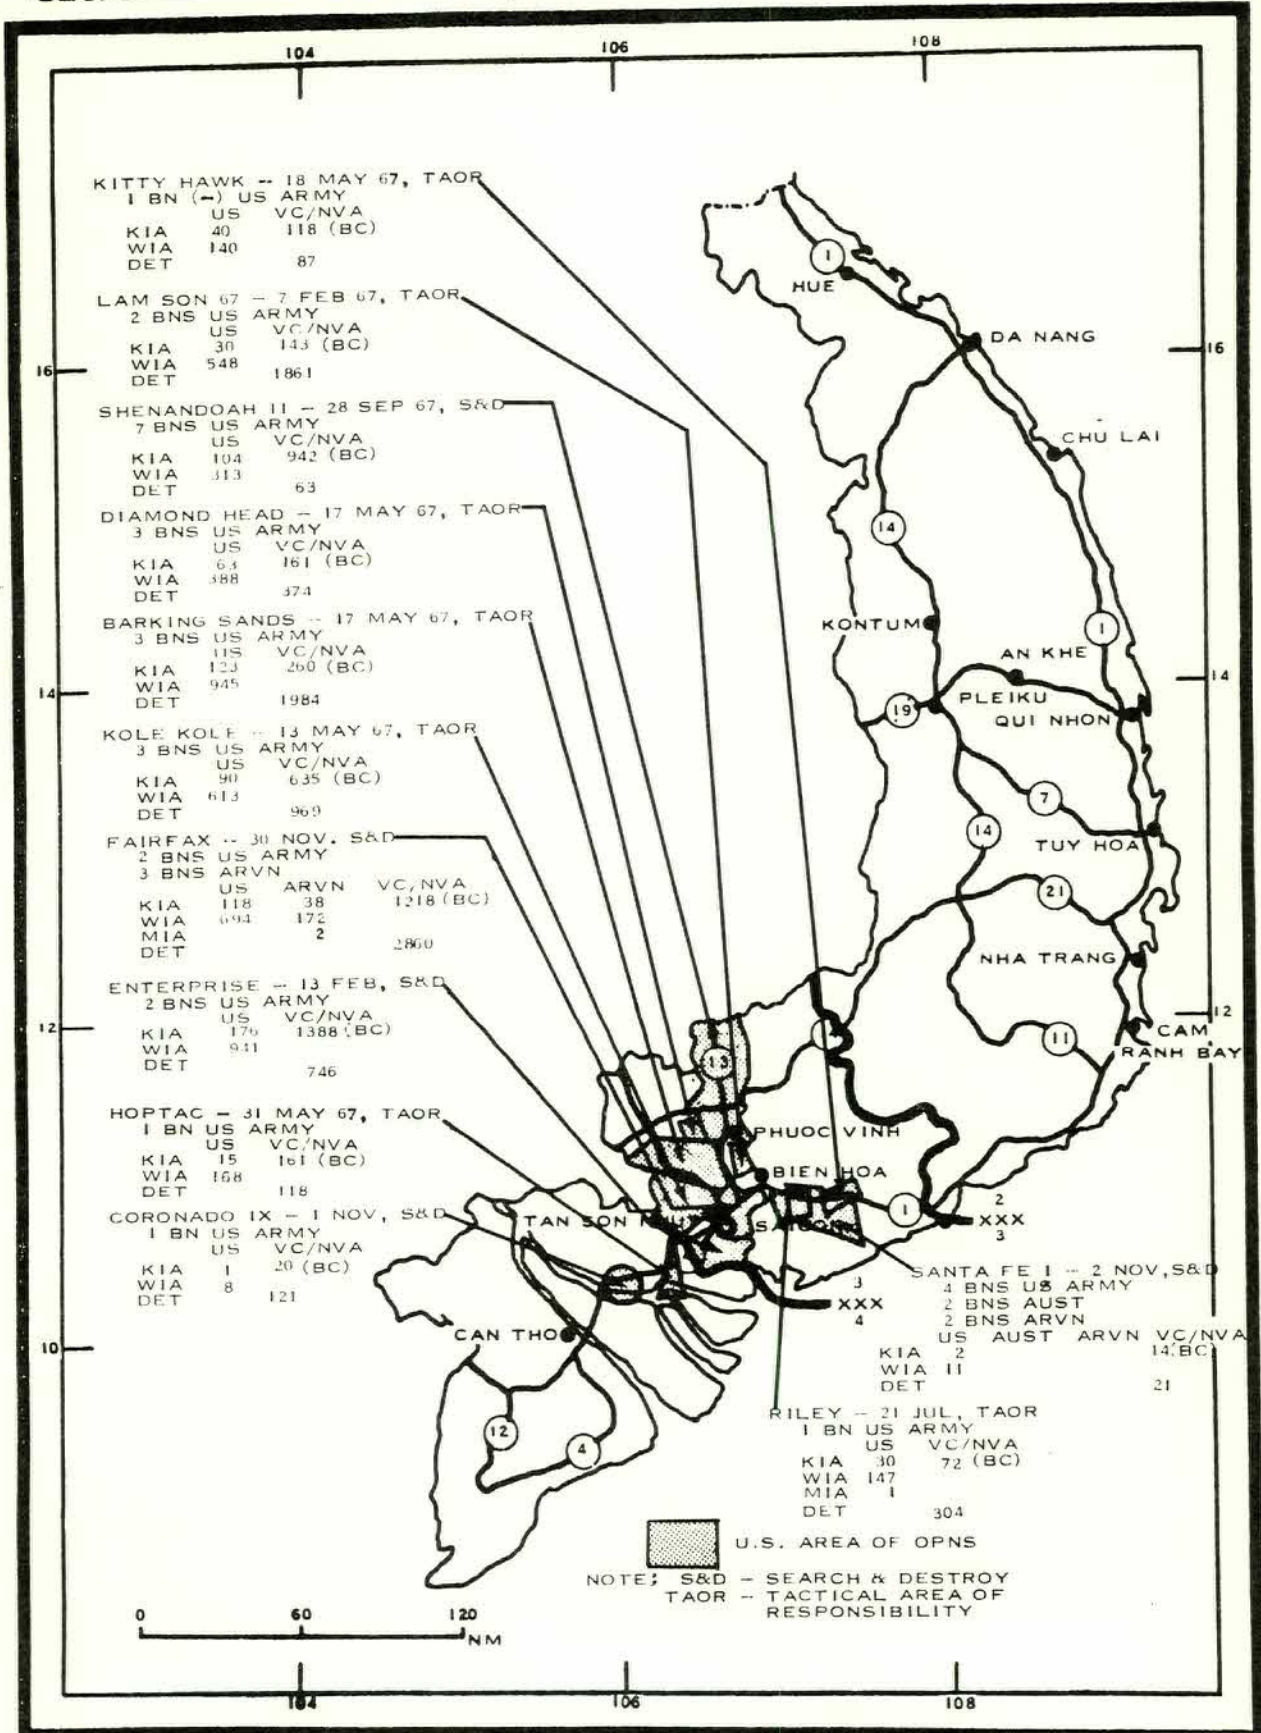 104 106 108
KITTY HAWK -- 18 MAY 67, TAOR
1 BN (-) US ARMY
US VC/NVA
KIA 40 118 (BC)
WIA 140
DET 87
LAM SON 67 - 7 FEB 67, TAOR
2 BNS US ARMY
US VC/NVA
KIA 30 143 (BC)
WIA 548
DET 1861
SHENANDOAH II - 28 SEP 67, S&D
7 BNS US ARMY
US VC/NVA
KIA 104 942 (BC)
WIA 313
DET 63
DIAMOND HEAD - 17 MAY 67, TAOR
3 BNS US ARMY
US VC/NVA
KIA 63 161 (BC)
WIA 388
DET 374
BARKING SANDS -- 17 MAY 67, TAOR
3 BNS US ARMY
US VC/NVA
KIA 123 260 (BC)
WIA 945
DET 1984
KOLE KOLE -- 13 MAY 67, TAOR
3 BNS US ARMY
US VC/NVA
KIA 90 635 (BC)
WIA 613
DET 969
FAIRFAX -- 30 NOV. S&D
2 BNS US ARMY
3 BNS ARVN
US ARVN VC/NVA
KIA 118 38 1218 (BC)
WIA 694 172
MIA 2
DET 2860
ENTERPRISE - 13 FEB, S&D
2 BNS US ARMY
US VC/NVA
KIA 176 1388 (BC)
WIA 941
DET 746
HOPTAC - 31 MAY 67, TAOR
1 BN US ARMY
US VC/NVA
KIA 15 161 (BC)
WIA 168
DET 118
CORONADO IX - 1 NOV, S&D
1 BN US ARMY
US VC/NVA
KIA 1 20 (BC)
WIA 8
DET 121
1
HUE
DA NANG
16 16
CHU LAI
14
KONTUM
1
AN KHE
14 14
PLEIKU
19
QUI NHON
7
14
TUY HOA
21
NHA TRANG
12 12
CAM
RANH BAY
11
13
PHUOC VINH
BIEN HOA
1
2
XXX
3
TAN SON NHUT
SAIGON
3
XXX
4
CAN THO
10
12
4
SANTA FE 1 -- 2 NOV, S&D
4 BNS US ARMY
2 BNS AUST
2 BNS ARVN
US AUST ARVN VC/NVA
KIA 2 14 (BC)
WIA 11
DET 21
RILEY - 21 JUL, TAOR
1 BN US ARMY
US VC/NVA
KIA 30 72 (BC)
WIA 147
MIA 1
DET 304
U.S. AREA OF OPNS
NOTE; S&D - SEARCH & DESTROY
TAOR -- TACTICAL AREA OF
RESPONSIBILITY
0 60 120
NM
104 106 108